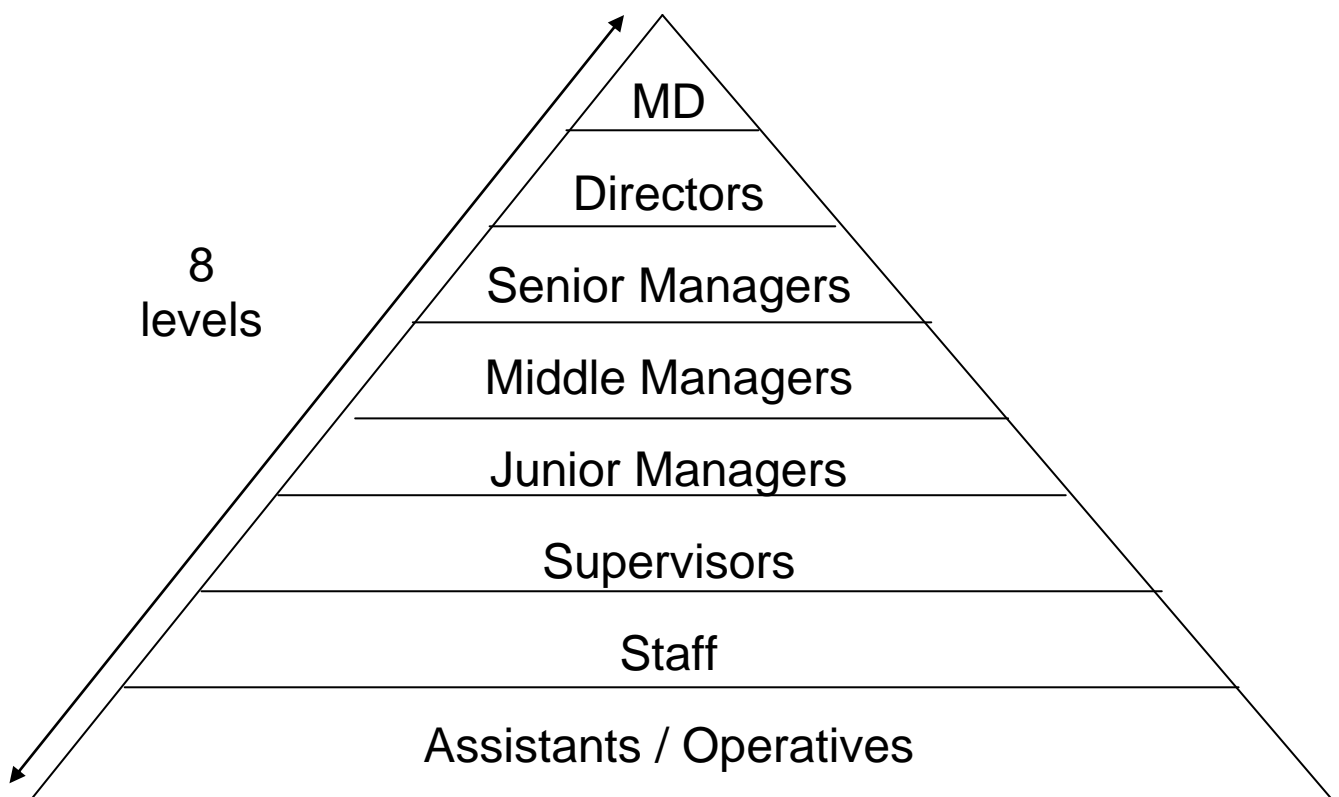 MD
Directors
8
levels
Senior Managers
Middle Managers
Junior Managers
Supervisors
Staff
Assistants / Operatives